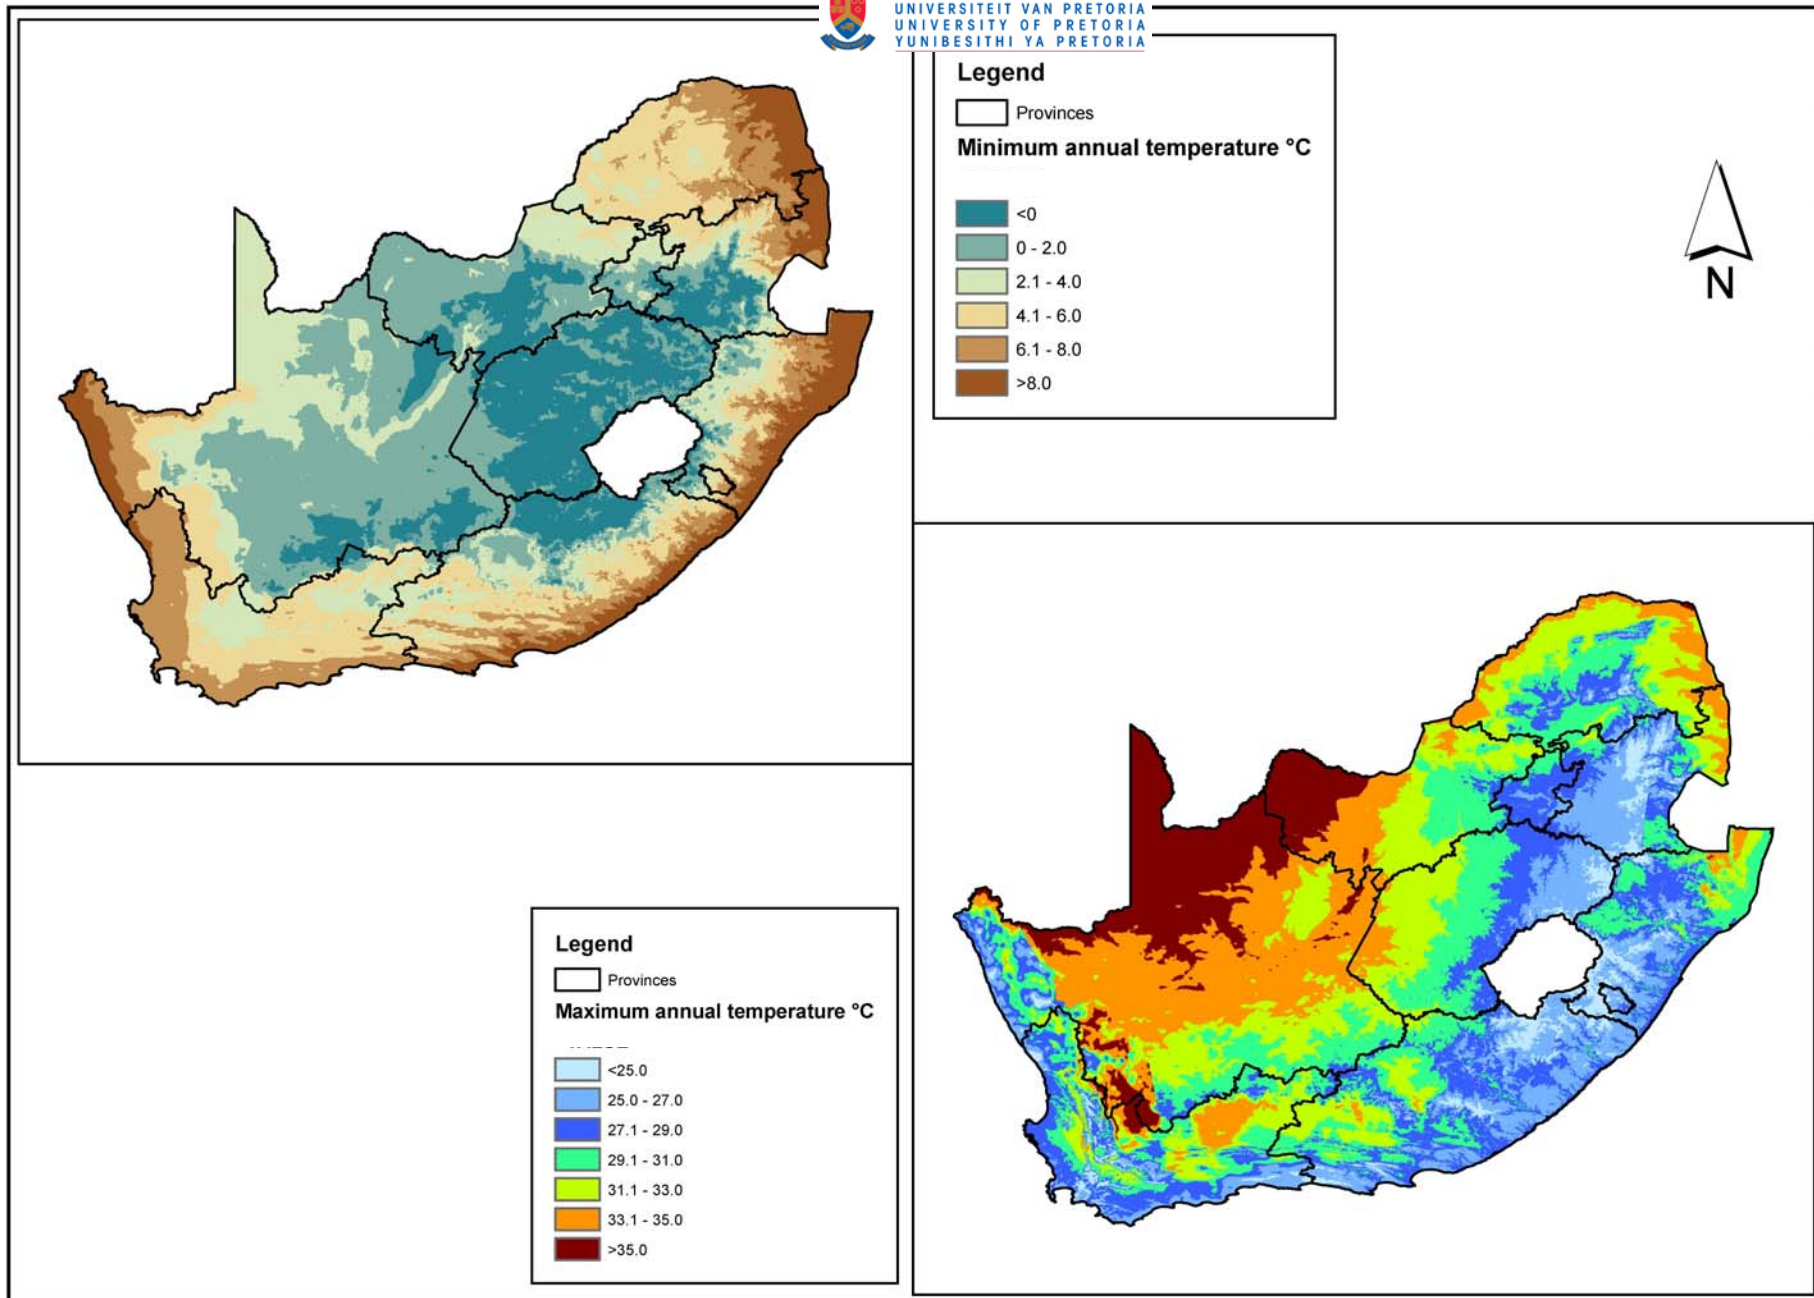 UNIVERSITEIT VAN PRETORIA
UNIVERSITY OF PRETORIA
YUNIBESITHI YA PRETORIA
Legend
Provinces
Minimum annual temperature °C
<0
0 - 2.0
2.1 - 4.0
4.1 - 6.0
6.1 - 8.0
>8.0
N
Legend
Provinces
Maximum annual temperature °C
<25.0
25.0 - 27.0
27.1 - 29.0
29.1 - 31.0
31.1 - 33.0
33.1 - 35.0
>35.0